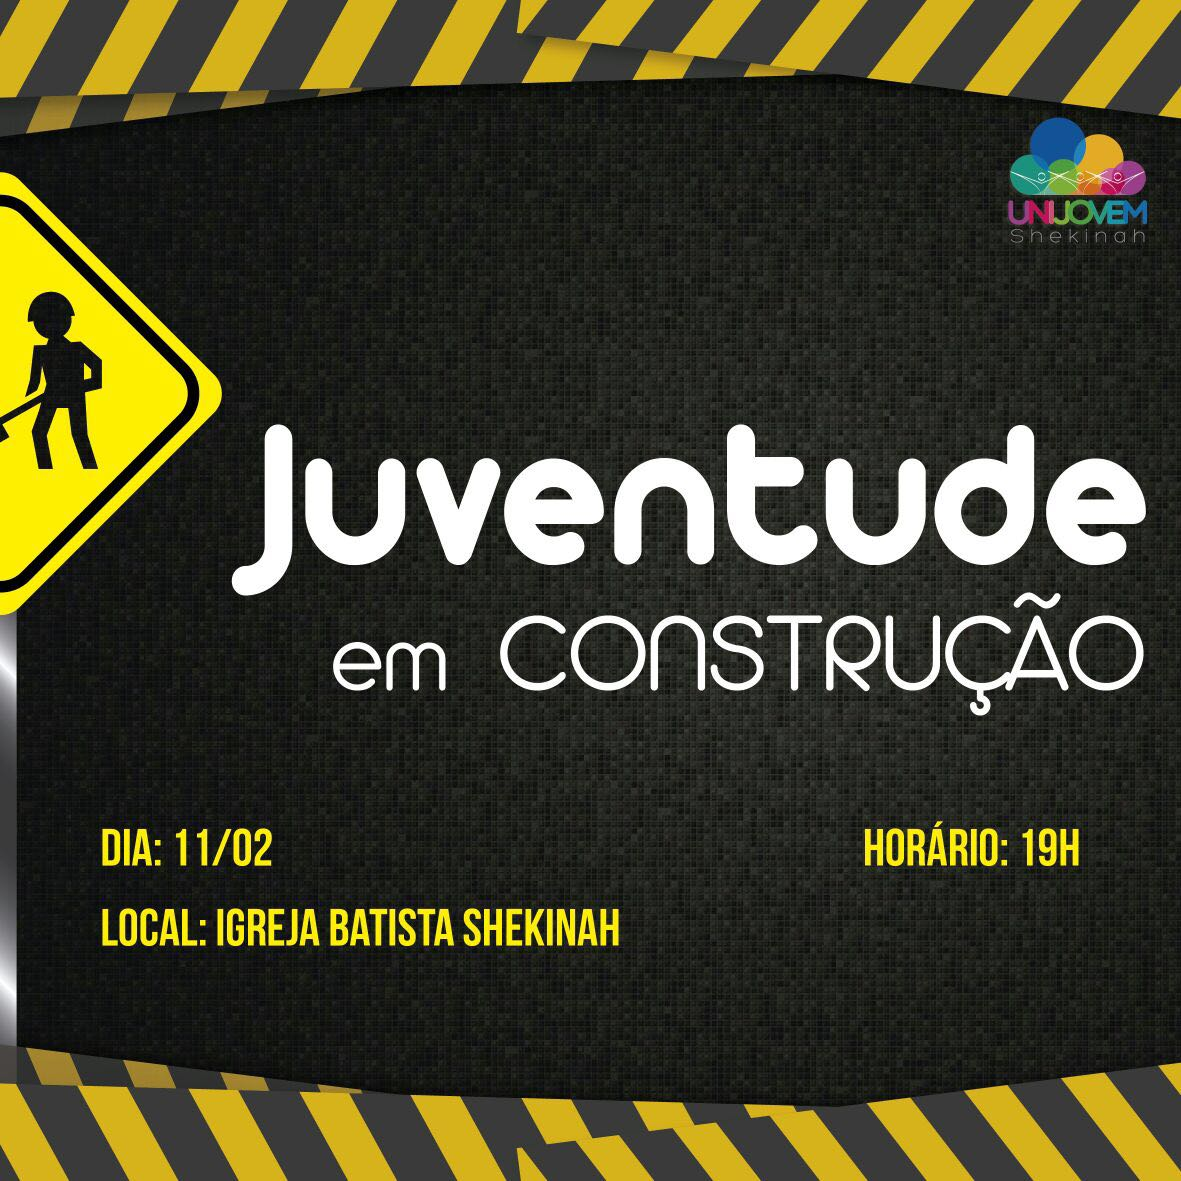 UNIJOVEM
Shekinah
Juventude
em CONSTRUÇÃO
DIA: 11/02
HORÁRIO: 19H
LOCAL: IGREJA BATISTA SHEKINAH